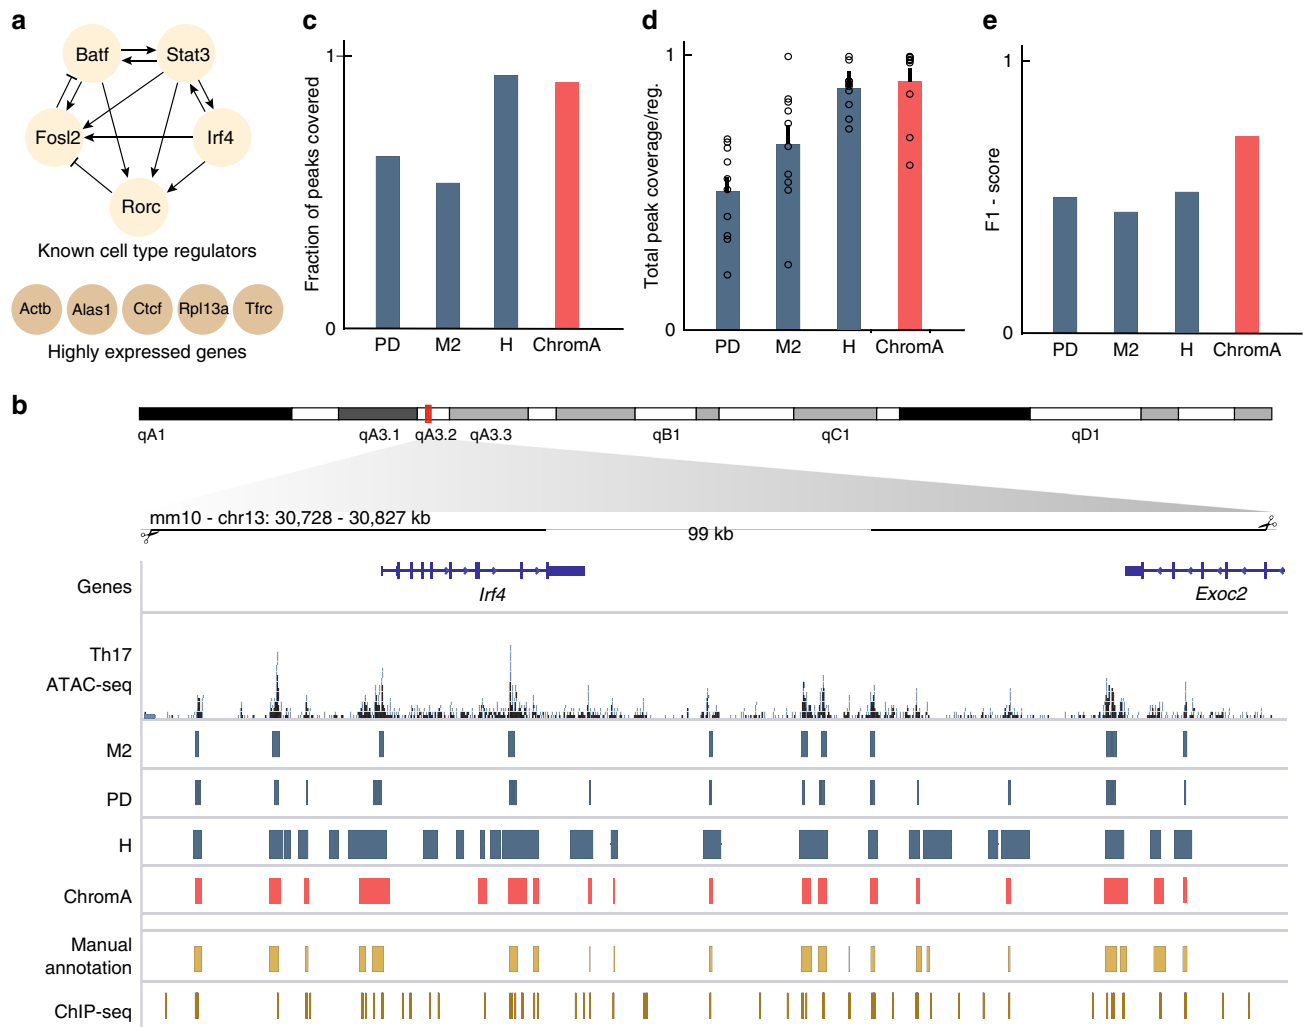 a
Batf
Stat3
Fosl2
Irf4
Rorc
Known cell type regulators
Actb
Alas1
Ctcf
Rpl13a
Tfrc
Highly expressed genes
c
1
Fraction of peaks covered
0
PD
M2
H
ChromA
d
1
Total peak coverage/reg.
0
PD
M2
H
ChromA
e
1
F1 - score
0
PD
M2
H
ChromA
b
qA1
qA3.1
qA3.2
qA3.3
qB1
qC1
qD1
mm10 - chr13: 30,728 - 30,827 kb
99 kb
Genes
Irf4
Exoc2
Th17
ATAC-seq
M2
PD
H
ChromA
Manual
annotation
ChIP-seq